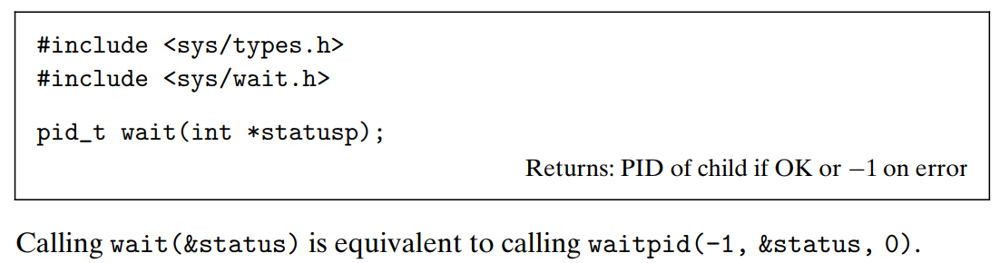 #include <sys/types.h>
#include <sys/wait.h>
pid_t wait(int *statusp);
Returns: PID of child if OK or −1 on error
Calling wait(&status) is equivalent to calling waitpid(-1, &status, 0).